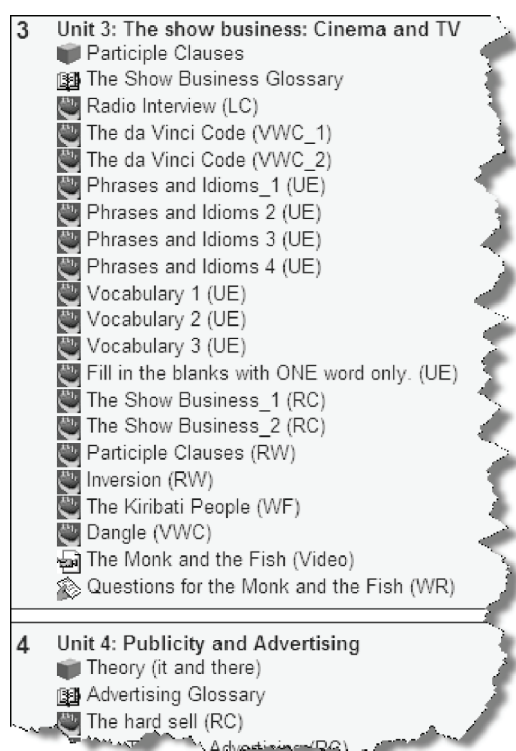 3 Unit 3: The show business: Cinema and TV
Participle Clauses
The Show Business Glossary
Radio Interview (LC)
The da Vinci Code (VWC_1)
The da Vinci Code (VWC_2)
Phrases and Idioms_1 (UE)
Phrases and Idioms 2 (UE)
Phrases and Idioms 3 (UE)
Phrases and Idioms 4 (UE)
Vocabulary 1 (UE)
Vocabulary 2 (UE)
Vocabulary 3 (UE)
Fill in the blanks with ONE word only. (UE)
The Show Business_1 (RC)
The Show Business_2 (RC)
Participle Clauses (RW)
Inversion (RW)
The Kiribati People (WF)
Dangle (VWC)
The Monk and the Fish (Video)
Questions for the Monk and the Fish (WR)
4 Unit 4: Publicity and Advertising
Theory (it and there)
Advertising Glossary
The hard sell (RC)
Advertising (RC)